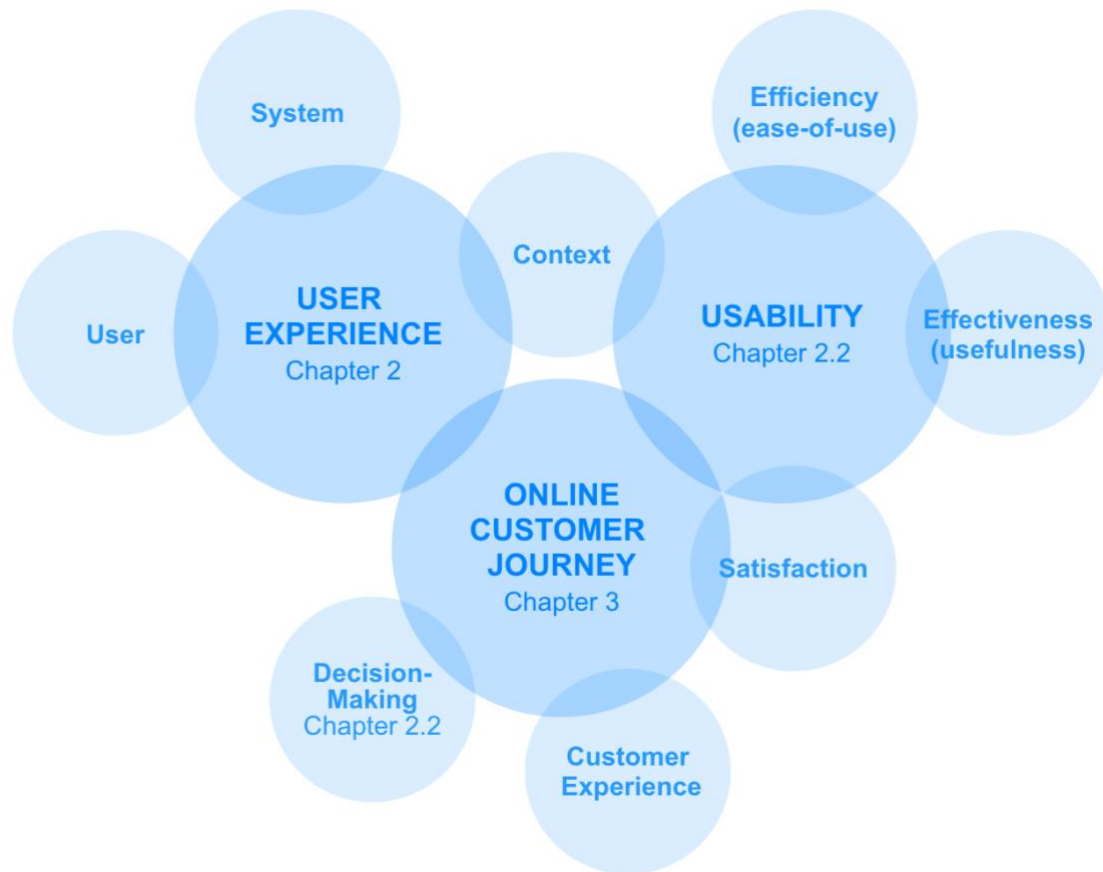 System
Efficiency
(ease-of-use)
Context
USER
EXPERIENCE
Chapter 2
User
USABILITY
Chapter 2.2
Effectiveness
(usefulness)
ONLINE
CUSTOMER
JOURNEY
Chapter 3
Satisfaction
Decision-
Making
Chapter 2.2
Customer
Experience